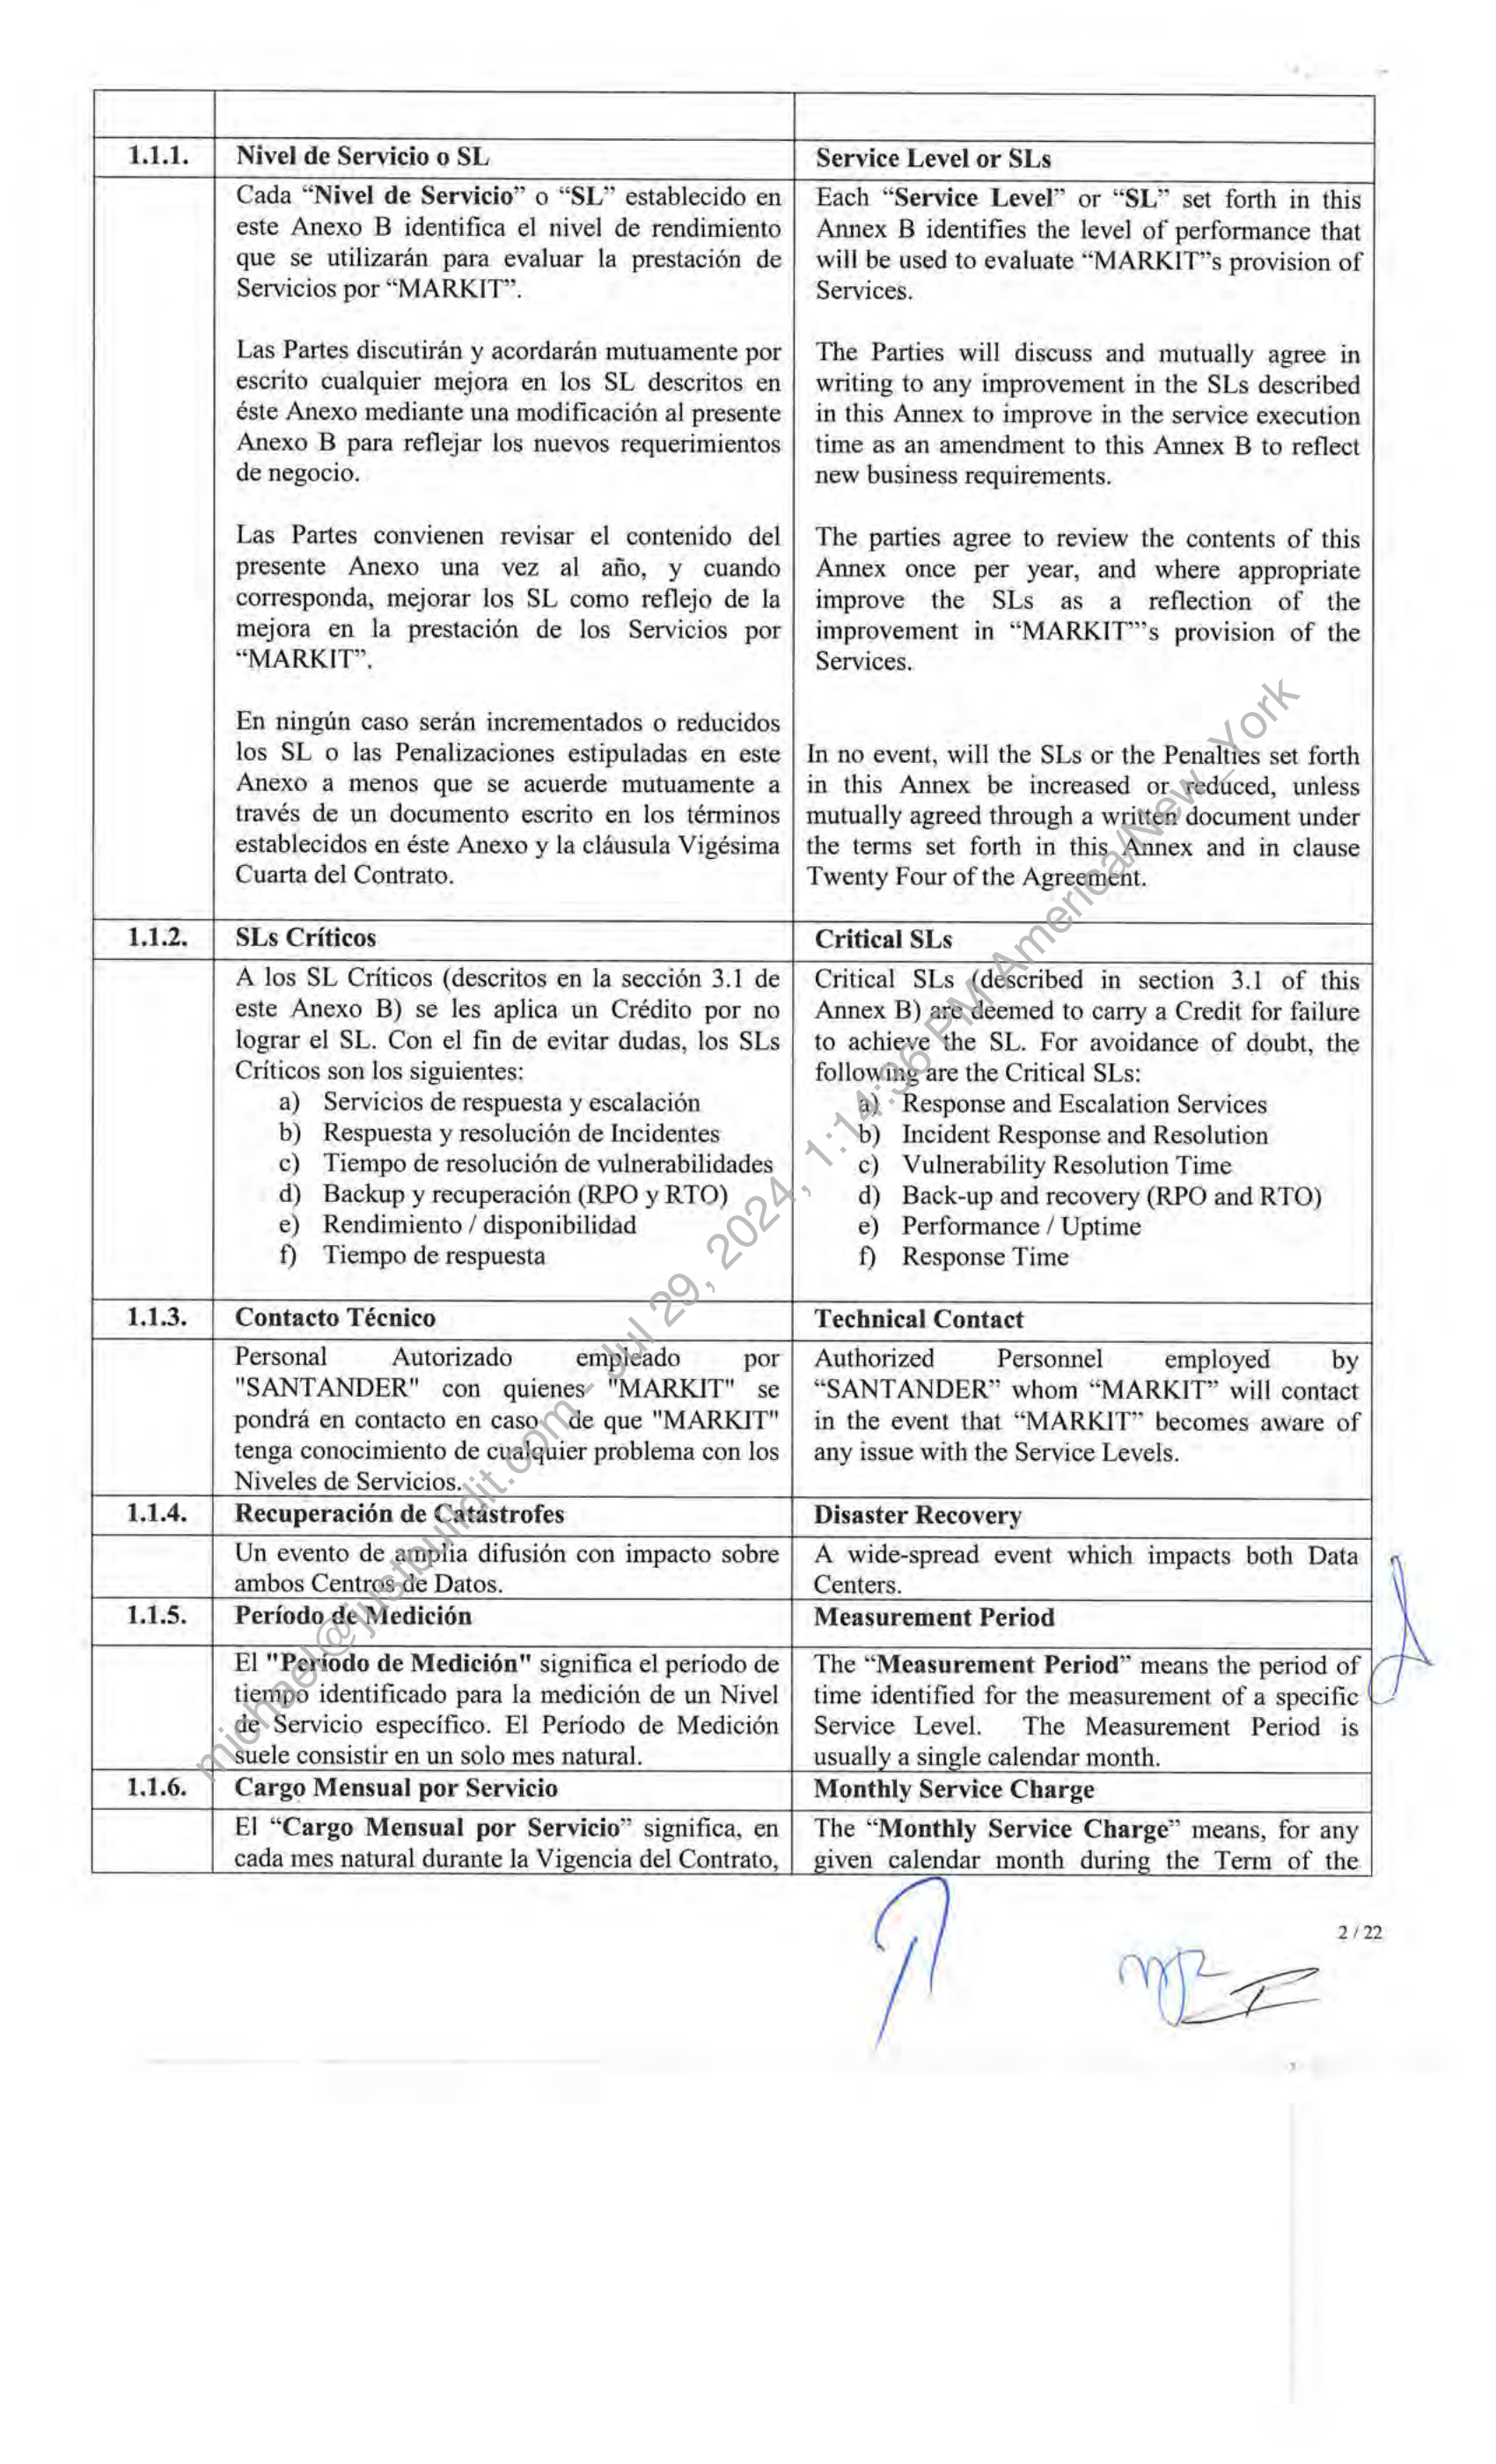 1.1.1. Nivel de Servicio o SL
Service Level or SLs
Cada “Nivel de Servicio” o “SL” establecido en
este Anexo B identifica el nivel de rendimiento
que se utilizarán para evaluar la prestación de
Servicios por “MARKIT”.
Las Partes discutirán y acordarán mutuamente por
escrito cualquier mejora en los SL descritos en
éste Anexo mediante una modificación al presente
Anexo B para reflejar los nuevos requerimientos
de negocio.
Las Partes convienen revisar el contenido del
presente Anexo una vez al año, y cuando
corresponda, mejorar los SL como reflejo de la
mejora en la prestación de los Servicios por
“MARKIT”.
En ningún caso serán incrementados o reducidos
los SL o las Penalizaciones estipuladas en este
Anexo a menos que se acuerde mutuamente a
través de un documento escrito en los términos
establecidos en éste Anexo y la cláusula Vigésima
Cuarta del Contrato.
Each “Service Level” or “SL” set forth in this
Annex B identifies the level of performance that
will be used to evaluate “MARKIT”s provision of
Services.
The Parties will discuss and mutually agree in
writing to any improvement in the SLs described
in this Annex to improve in the service execution
time as an amendment to this Annex B to reflect
new business requirements.
The parties agree to review the contents of this
Annex once per year, and where appropriate
improve the SLs as a reflection of the
improvement in “MARKIT”'s provision of the
Services.
In no event, will the SLs or the Penalties set forth
in this Annex be increased or reduced, unless
mutually agreed through a written document under
the terms set forth in this Annex and in clause
Twenty Four of the Agreement.
1.1.2. SLs Críticos
Critical SLs
A los SL Críticos (descritos en la sección 3.1 de
este Anexo B) se les aplica un Crédito por no
lograr el SL. Con el fin de evitar dudas, los SLs
Críticos son los siguientes:
a) Servicios de respuesta y escalación
b) Respuesta y resolución de Incidentes
c) Tiempo de resolución de vulnerabilidades
d) Backup y recuperación (RPO y RTO)
e) Rendimiento / disponibilidad
f) Tiempo de respuesta
Critical SLs (described in section 3.1 of this
Annex B) are deemed to carry a Credit for failure
to achieve the SL. For avoidance of doubt, the
following are the Critical SLs:
a) Response and Escalation Services
b) Incident Response and Resolution
c) Vulnerability Resolution Time
d) Back-up and recovery (RPO and RTO)
e) Performance / Uptime
f) Response Time
1.1.3. Contacto Técnico
Technical Contact
Personal Autorizado empleado por
"SANTANDER" con quienes "MARKIT" se
pondrá en contacto en caso de que "MARKIT"
tenga conocimiento de cualquier problema con los
Niveles de Servicios.
Authorized Personnel employed by
“SANTANDER” whom “MARKIT” will contact
in the event that “MARKIT” becomes aware of
any issue with the Service Levels.
1.1.4. Recuperación de Catástrofes
Disaster Recovery
Un evento de amplia difusión con impacto sobre
ambos Centros de Datos.
A wide-spread event which impacts both Data
Centers.
1.1.5. Período de Medición
Measurement Period
El "Período de Medición" significa el período de
tiempo identificado para la medición de un Nivel
de Servicio específico. El Período de Medición
suele consistir en un solo mes natural.
The “Measurement Period” means the period of
time identified for the measurement of a specific
Service Level. The Measurement Period is
usually a single calendar month.
1.1.6. Cargo Mensual por Servicio
Monthly Service Charge
El “Cargo Mensual por Servicio” significa, en
cada mes natural durante la Vigencia del Contrato,
The “Monthly Service Charge” means, for any
given calendar month during the Term of the
2 / 22
michael@justpundit.com - Jul 29, 2024, 1:14:36 PM America/New_York